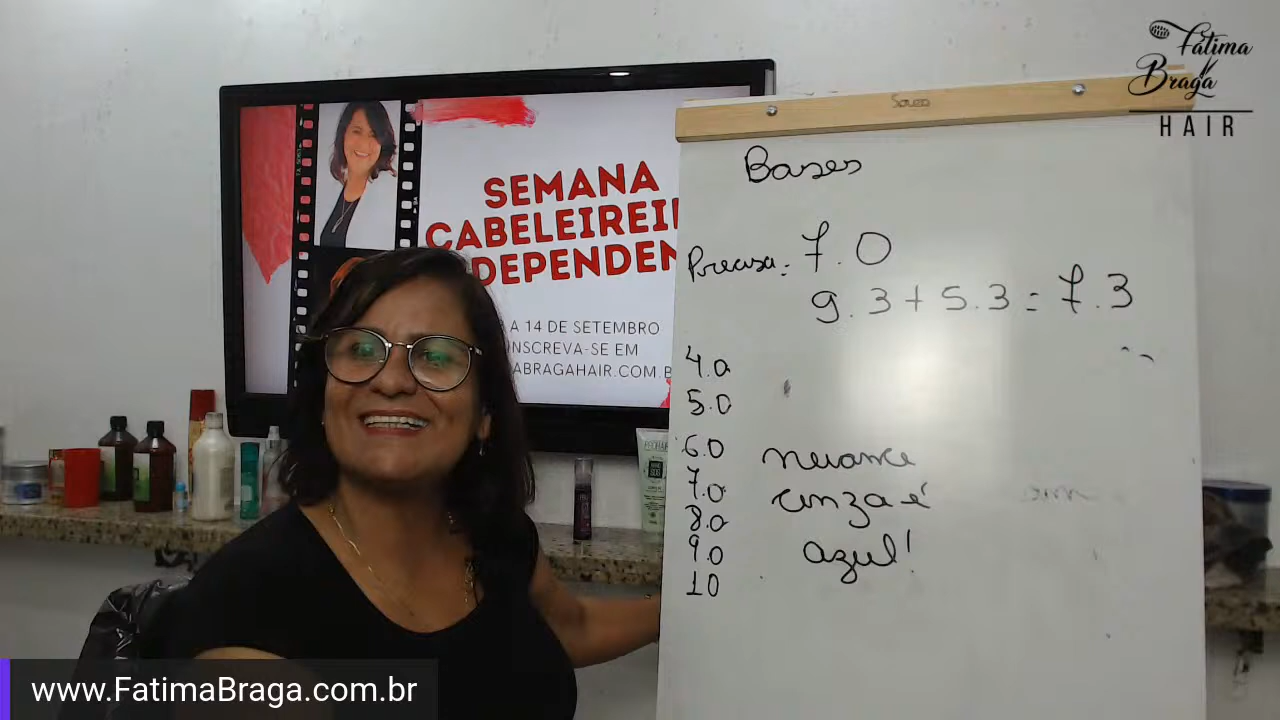 Fátima
Braga
HAIR
SEMANA
CABELEIREI
DEPENDEN
A 14 DE SETEMBRO
INSCREVA-SE EM
ABRAGAHAIR.COM.B
Souza
Bases
Precisa: 7.0
9.3 + 5.3 = 7.3
4.0
5.0
6.0
7.0
8.0
9.0
10
nuance
cinza é
azul!
www.FatimaBraga.com.br